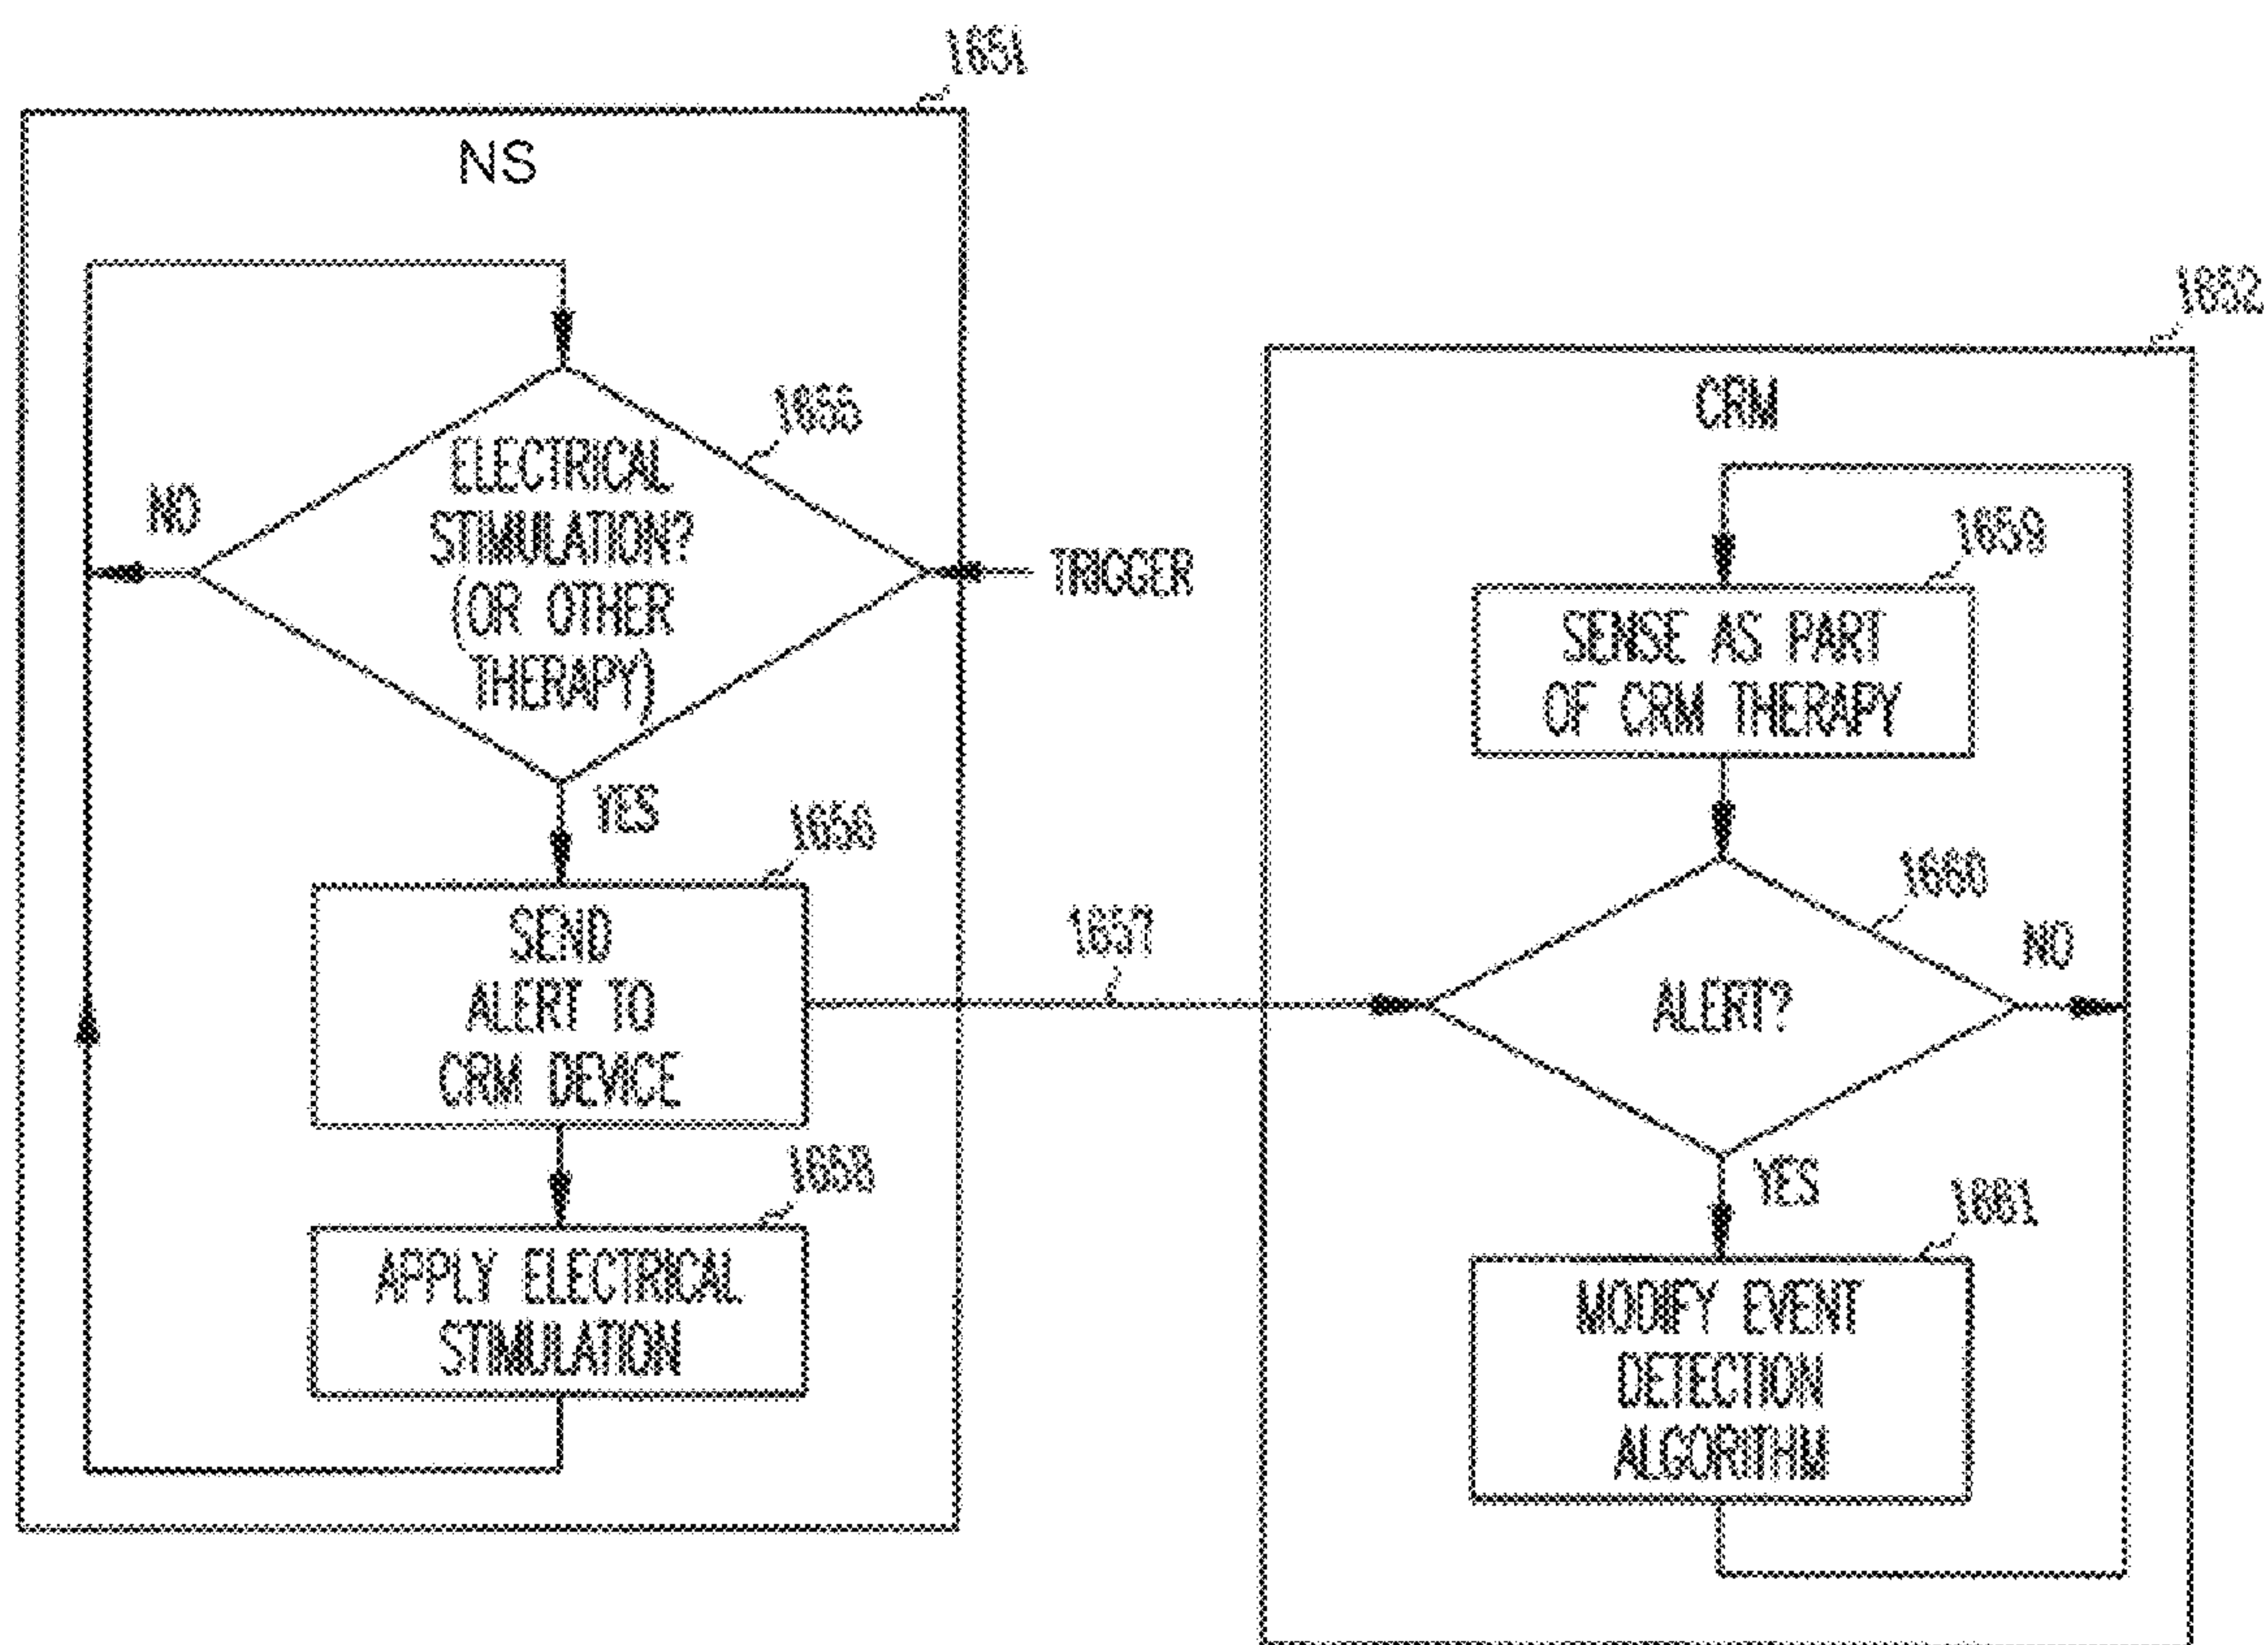 1651
NS
1655
ELECTRICAL
STIMULATION?
(OR OTHER
THERAPY)
NO
TRIGGER
YES
1656
SEND
ALERT TO
CRM DEVICE
1657
1658
APPLY ELECTRICAL
STIMULATION
1652
CRM
1659
SENSE AS PART
OF CRM THERAPY
1660
NO
ALERT?
YES
1661
MODIFY EVENT
DETECTION
ALGORITHM